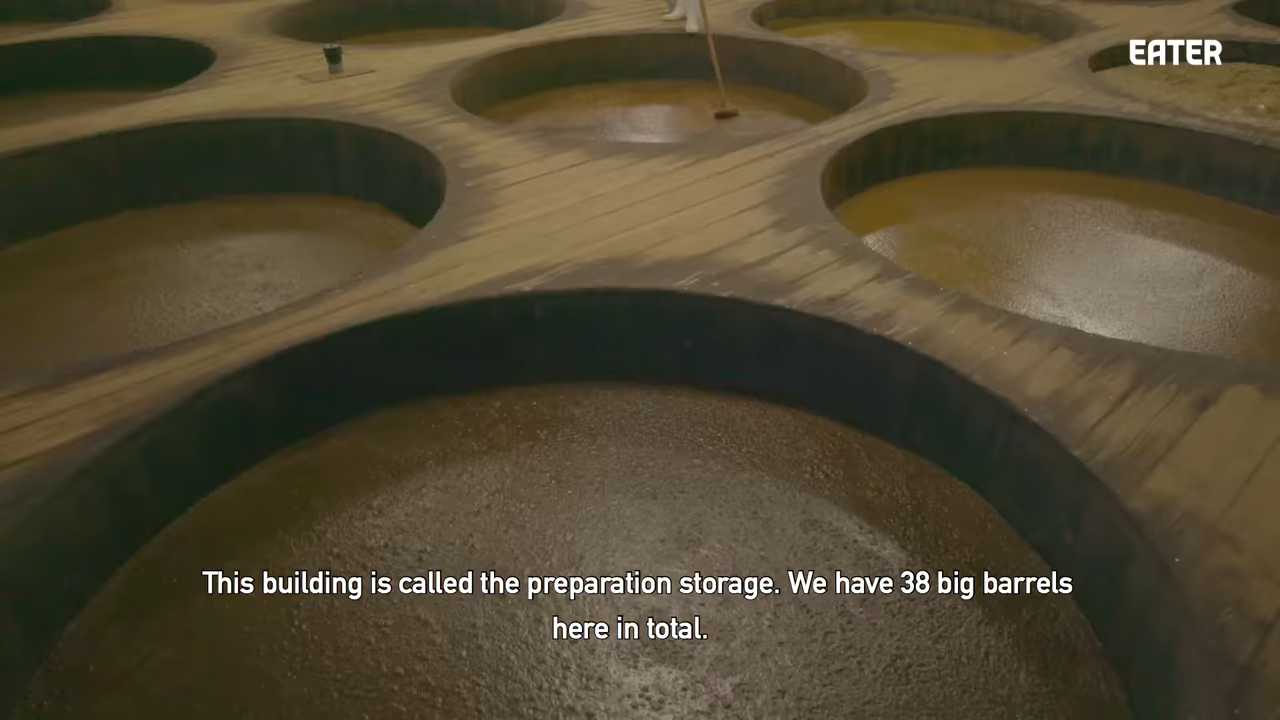 EATER
This building is called the preparation storage. We have 38 big barrels
here in total.